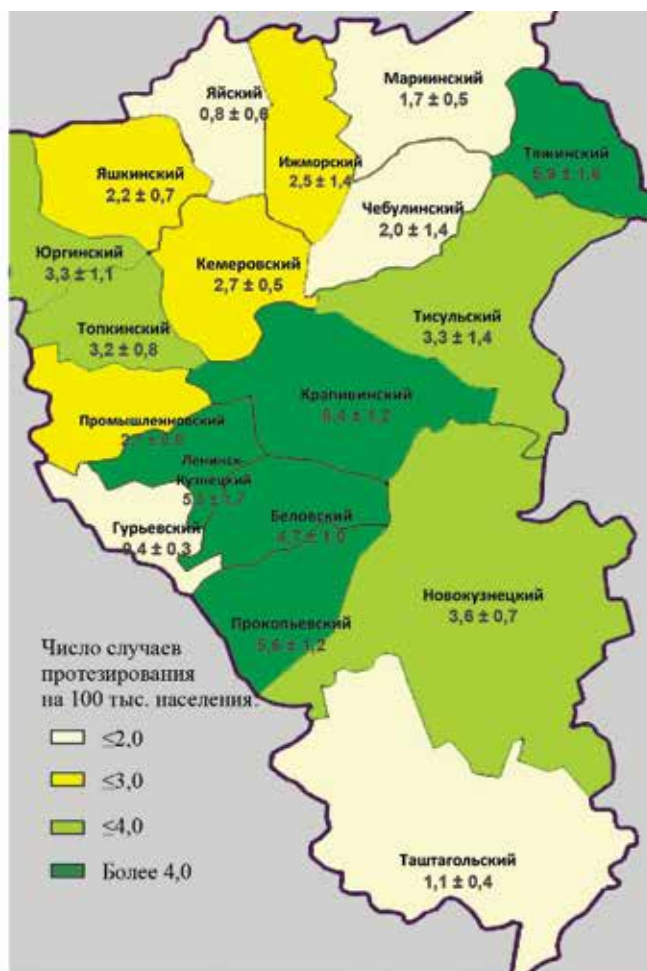 Яйский
0,8 ± 0,6
Мариинский
1,7 ± 0,5
Ижморский
2,5 ± 1,4
Тяжинский
5,9 ± 1,6
Яшкинский
2,2 ± 0,7
Чебулинский
2,0 ± 1,4
Юргинский
3,3 ± 1,1
Кемеровский
2,7 ± 0,5
Топкинский
3,2 ± 0,8
Тисульский
3,3 ± 1,4
Крапивинский
Промышленновский
Ленинск-
Кузнецкий
Беловский
4,7 ± 1,0
Гурьевский
0,4 ± 0,3
Прокопьевский
5,6 ± 1,2
Новокузнецкий
3,6 ± 0,7
Число случаев
протезирования
на 100 тыс. населения:
≤2,0
≤3,0
≤4,0
Более 4,0
Таштагольский
1,1 ± 0,4